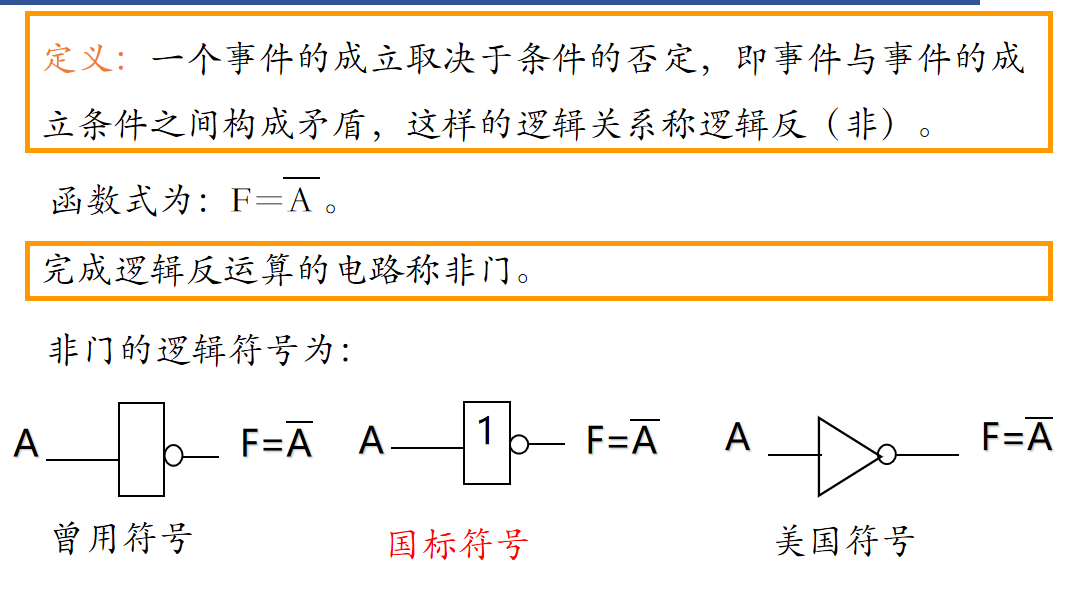 定义：一个事件的成立取决于条件的否定，即事件与事件的成
立条件之间构成矛盾，这样的逻辑关系称逻辑反（非）。
函数式为：F=A̅。
完成逻辑反运算的电路称非门。
非门的逻辑符号为：
A F=A̅ A 1 F=A̅ A F=A̅
曾用符号 国标符号 美国符号